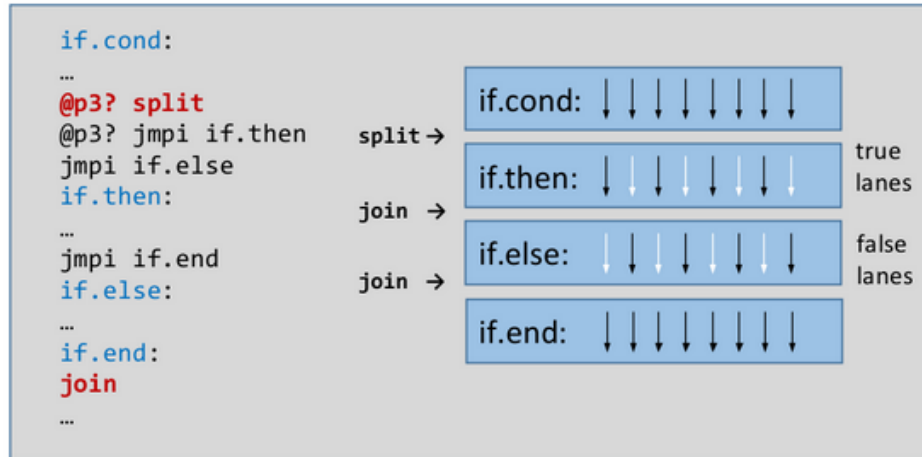 if.cond:
…
@p3? split
@p3? jmpi if.then
jmpi if.else
if.then:
…
jmpi if.end
if.else:
…
if.end:
join
…
split →
join →
join →
if.cond:
if.then:
if.else:
if.end:
true
lanes
false
lanes